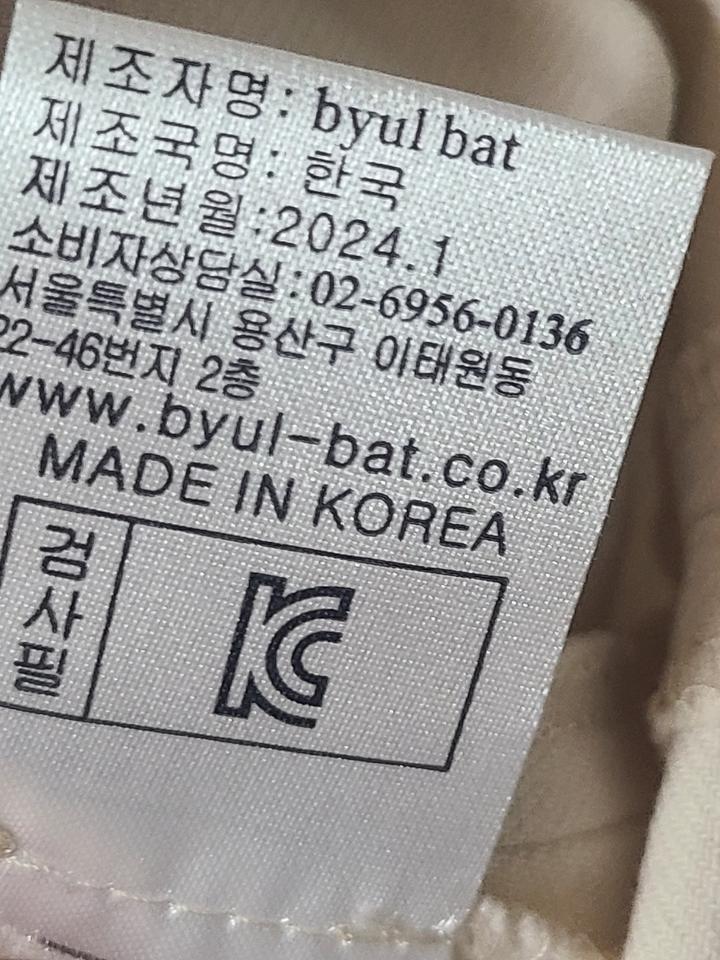 제조자명: byul bat
제조국명: 한국
제조년월:2024.1
소비자상담실:02-6956-0136
서울특별시 용산구 이태원동
22-46번지 2층
www.byul-bat.co.kr
MADE IN KOREA
검사필
KC